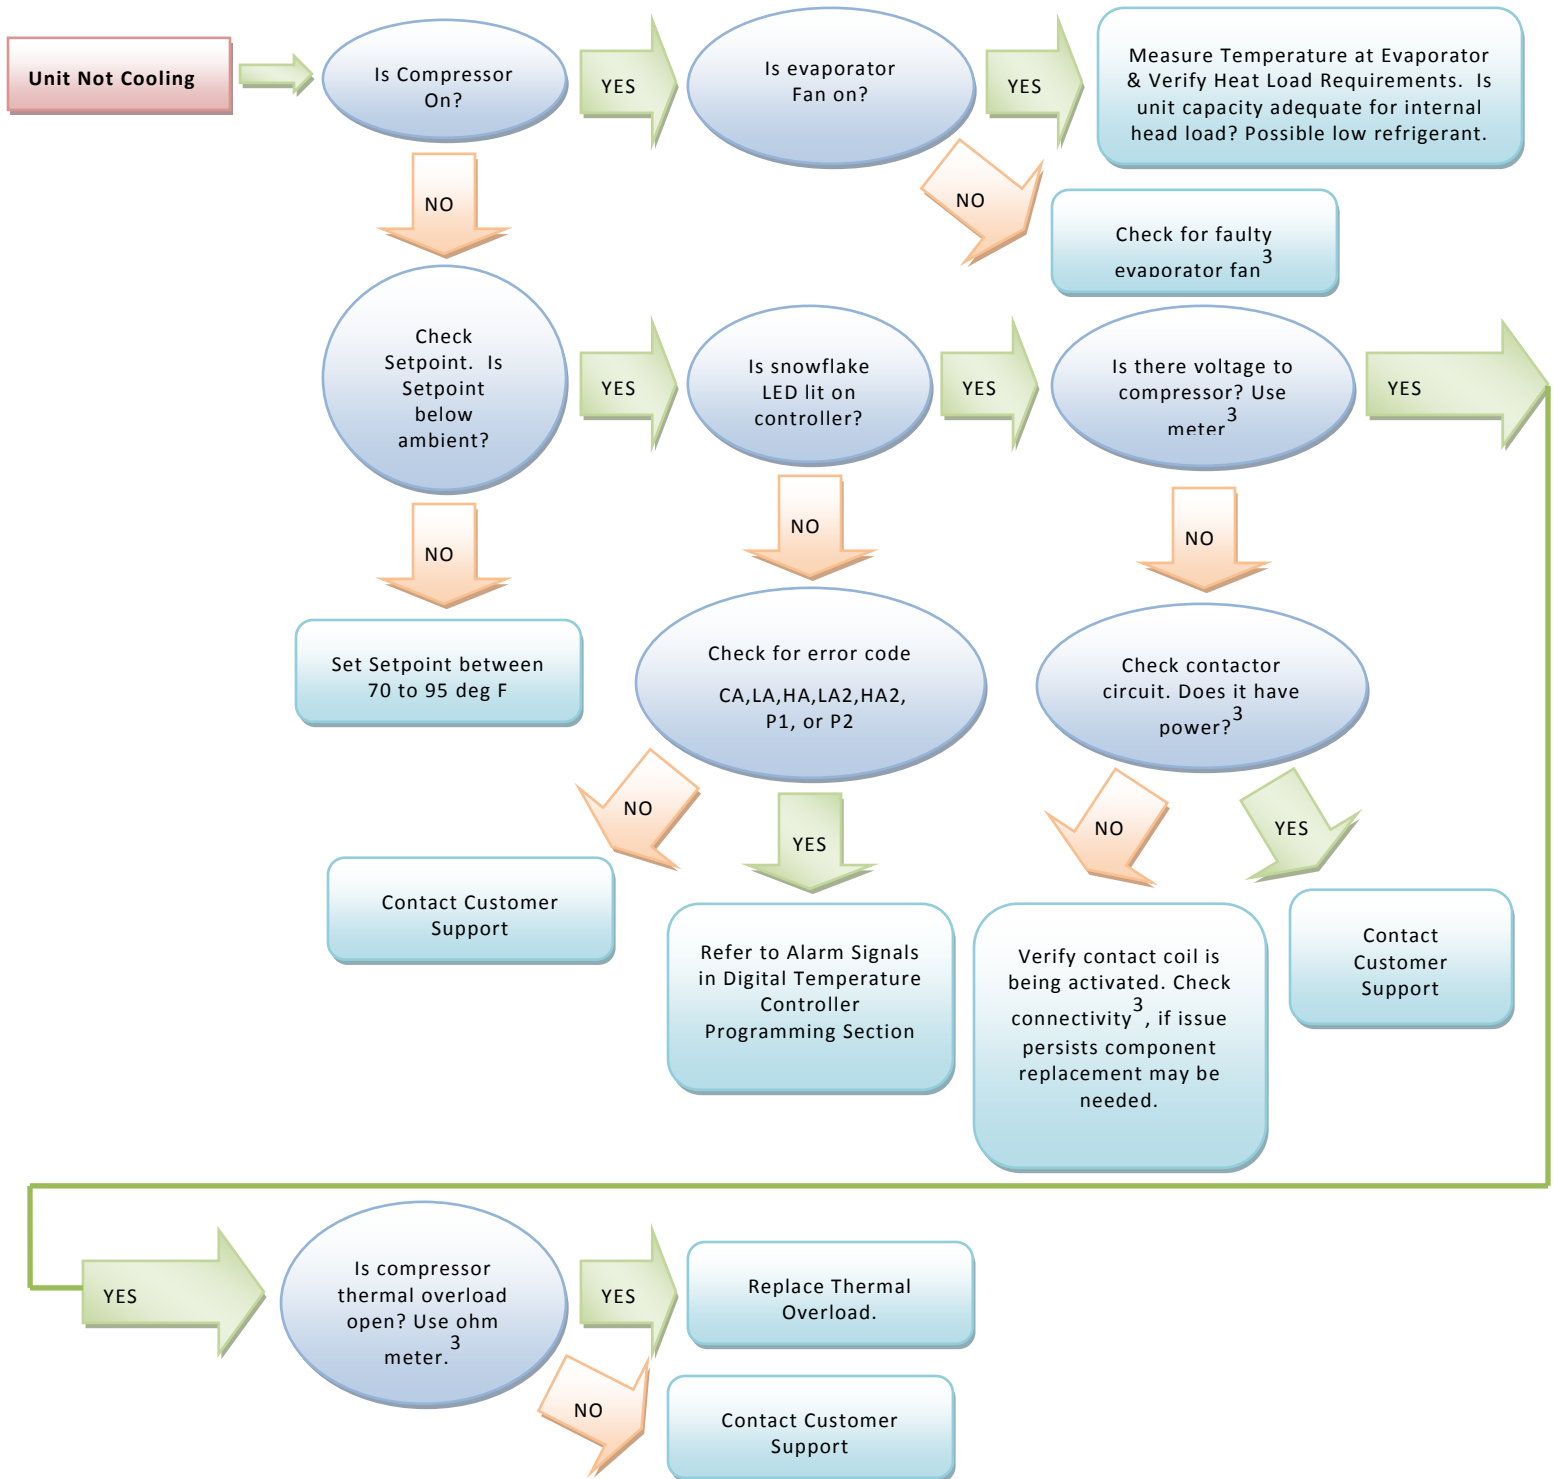 Unit Not Cooling
Is Compressor
On?
YES
Is evaporator
Fan on?
YES
Measure Temperature at Evaporator
& Verify Heat Load Requirements. Is
unit capacity adequate for internal
head load? Possible low refrigerant.
NO
NO
Check for faulty
evaporator fan3
Check
Setpoint. Is
Setpoint
below
ambient?
YES
Is snowflake
LED lit on
controller?
YES
Is there voltage to
compressor? Use
meter3
YES
NO
NO
NO
Set Setpoint between
70 to 95 deg F
Check for error code
CA,LA,HA,LA2,HA2,
P1, or P2
Check contactor
circuit. Does it have
power?3
NO
YES
NO
YES
Contact Customer
Support
Refer to Alarm Signals
in Digital Temperature
Controller
Programming Section
Verify contact coil is
being activated. Check
connectivity3, if issue
persists component
replacement may be
needed.
Contact
Customer
Support
YES
Is compressor
thermal overload
open? Use ohm
meter.3
YES
Replace Thermal
Overload.
NO
Contact Customer
Support